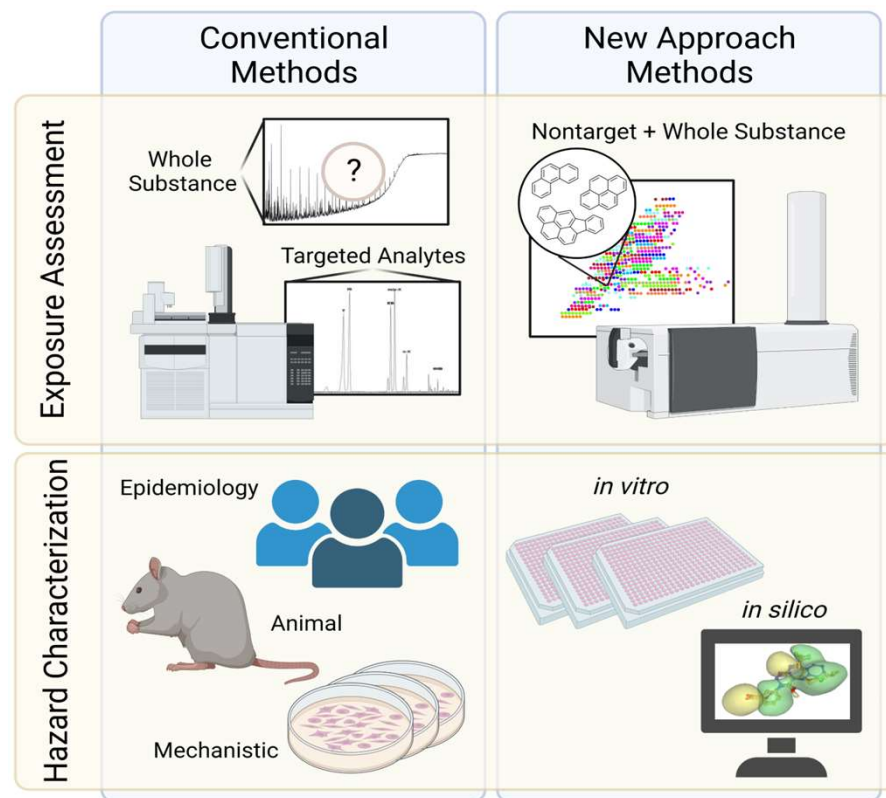 Conventional
Methods
New Approach
Methods
Exposure Assessment
Whole
Substance
?
Targeted Analytes
Nontarget + Whole Substance
Hazard Characterization
Epidemiology
Animal
Mechanistic
in vitro
in silico